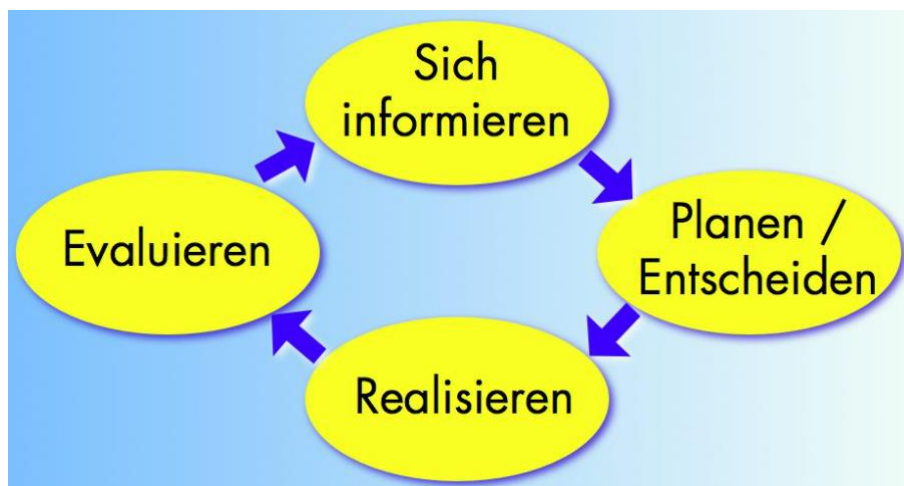 Sich
informieren
Planen /
Entscheiden
Realisieren
Evaluieren